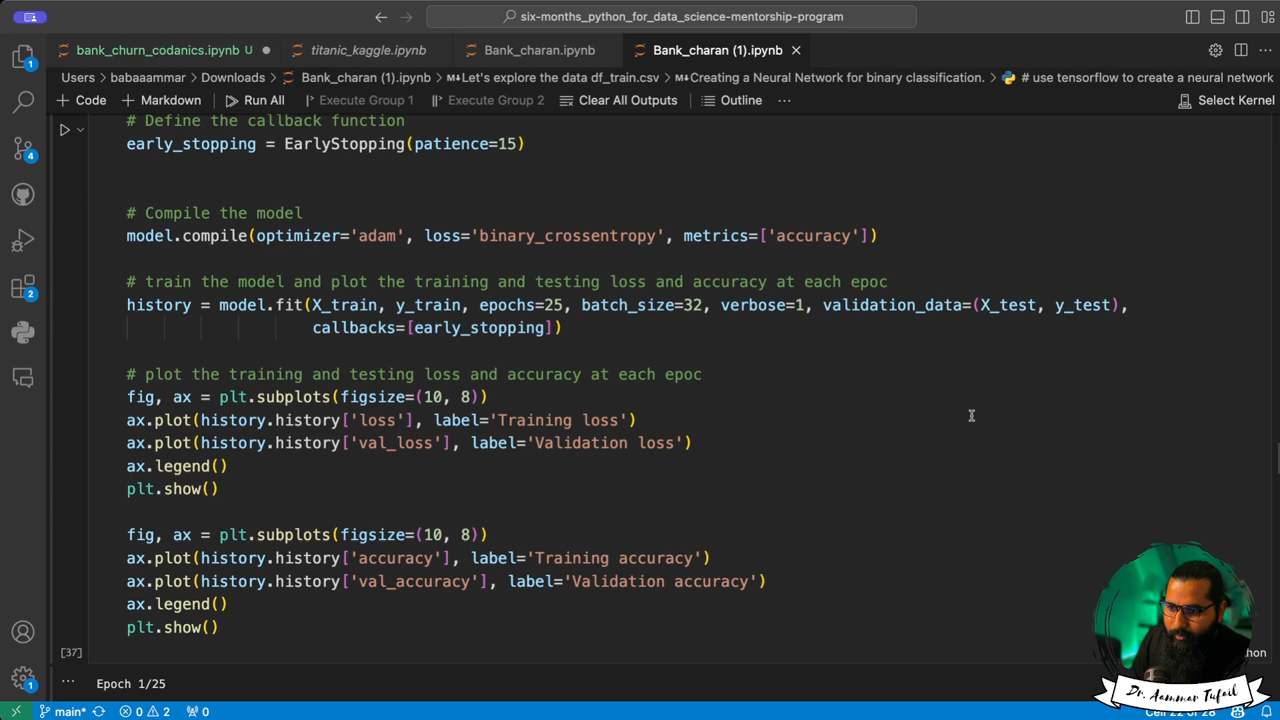 six-months_python_for_data_science-mentorship-program
bank_churn_codanics.ipynb U
titanic_kaggle.ipynb
Bank_charan.ipynb
Bank_charan (1).ipynb
Users > babaaammar > Downloads > Bank_charan (1).ipynb > Let's explore the data df_train.csv > Creating a Neural Network for binary classification. > # use tensorflow to create a neural network
+ Code + Markdown Run All Execute Group 1 Execute Group 2 Clear All Outputs Outline ... Select Kernel
# Define the callback function
early_stopping = EarlyStopping(patience=15)
# Compile the model
model.compile(optimizer='adam', loss='binary_crossentropy', metrics=['accuracy'])
# train the model and plot the training and testing loss and accuracy at each epoc
history = model.fit(X_train, y_train, epochs=25, batch_size=32, verbose=1, validation_data=(X_test, y_test),
callbacks=[early_stopping])
# plot the training and testing loss and accuracy at each epoc
fig, ax = plt.subplots(figsize=(10, 8))
ax.plot(history.history['loss'], label='Training loss')
ax.plot(history.history['val_loss'], label='Validation loss')
ax.legend()
plt.show()
fig, ax = plt.subplots(figsize=(10, 8))
ax.plot(history.history['accuracy'], label='Training accuracy')
ax.plot(history.history['val_accuracy'], label='Validation accuracy')
ax.legend()
plt.show()
[37]
... Epoch 1/25
Dr. Aammar Tufail
main* 0 2 0
1
4
2
1